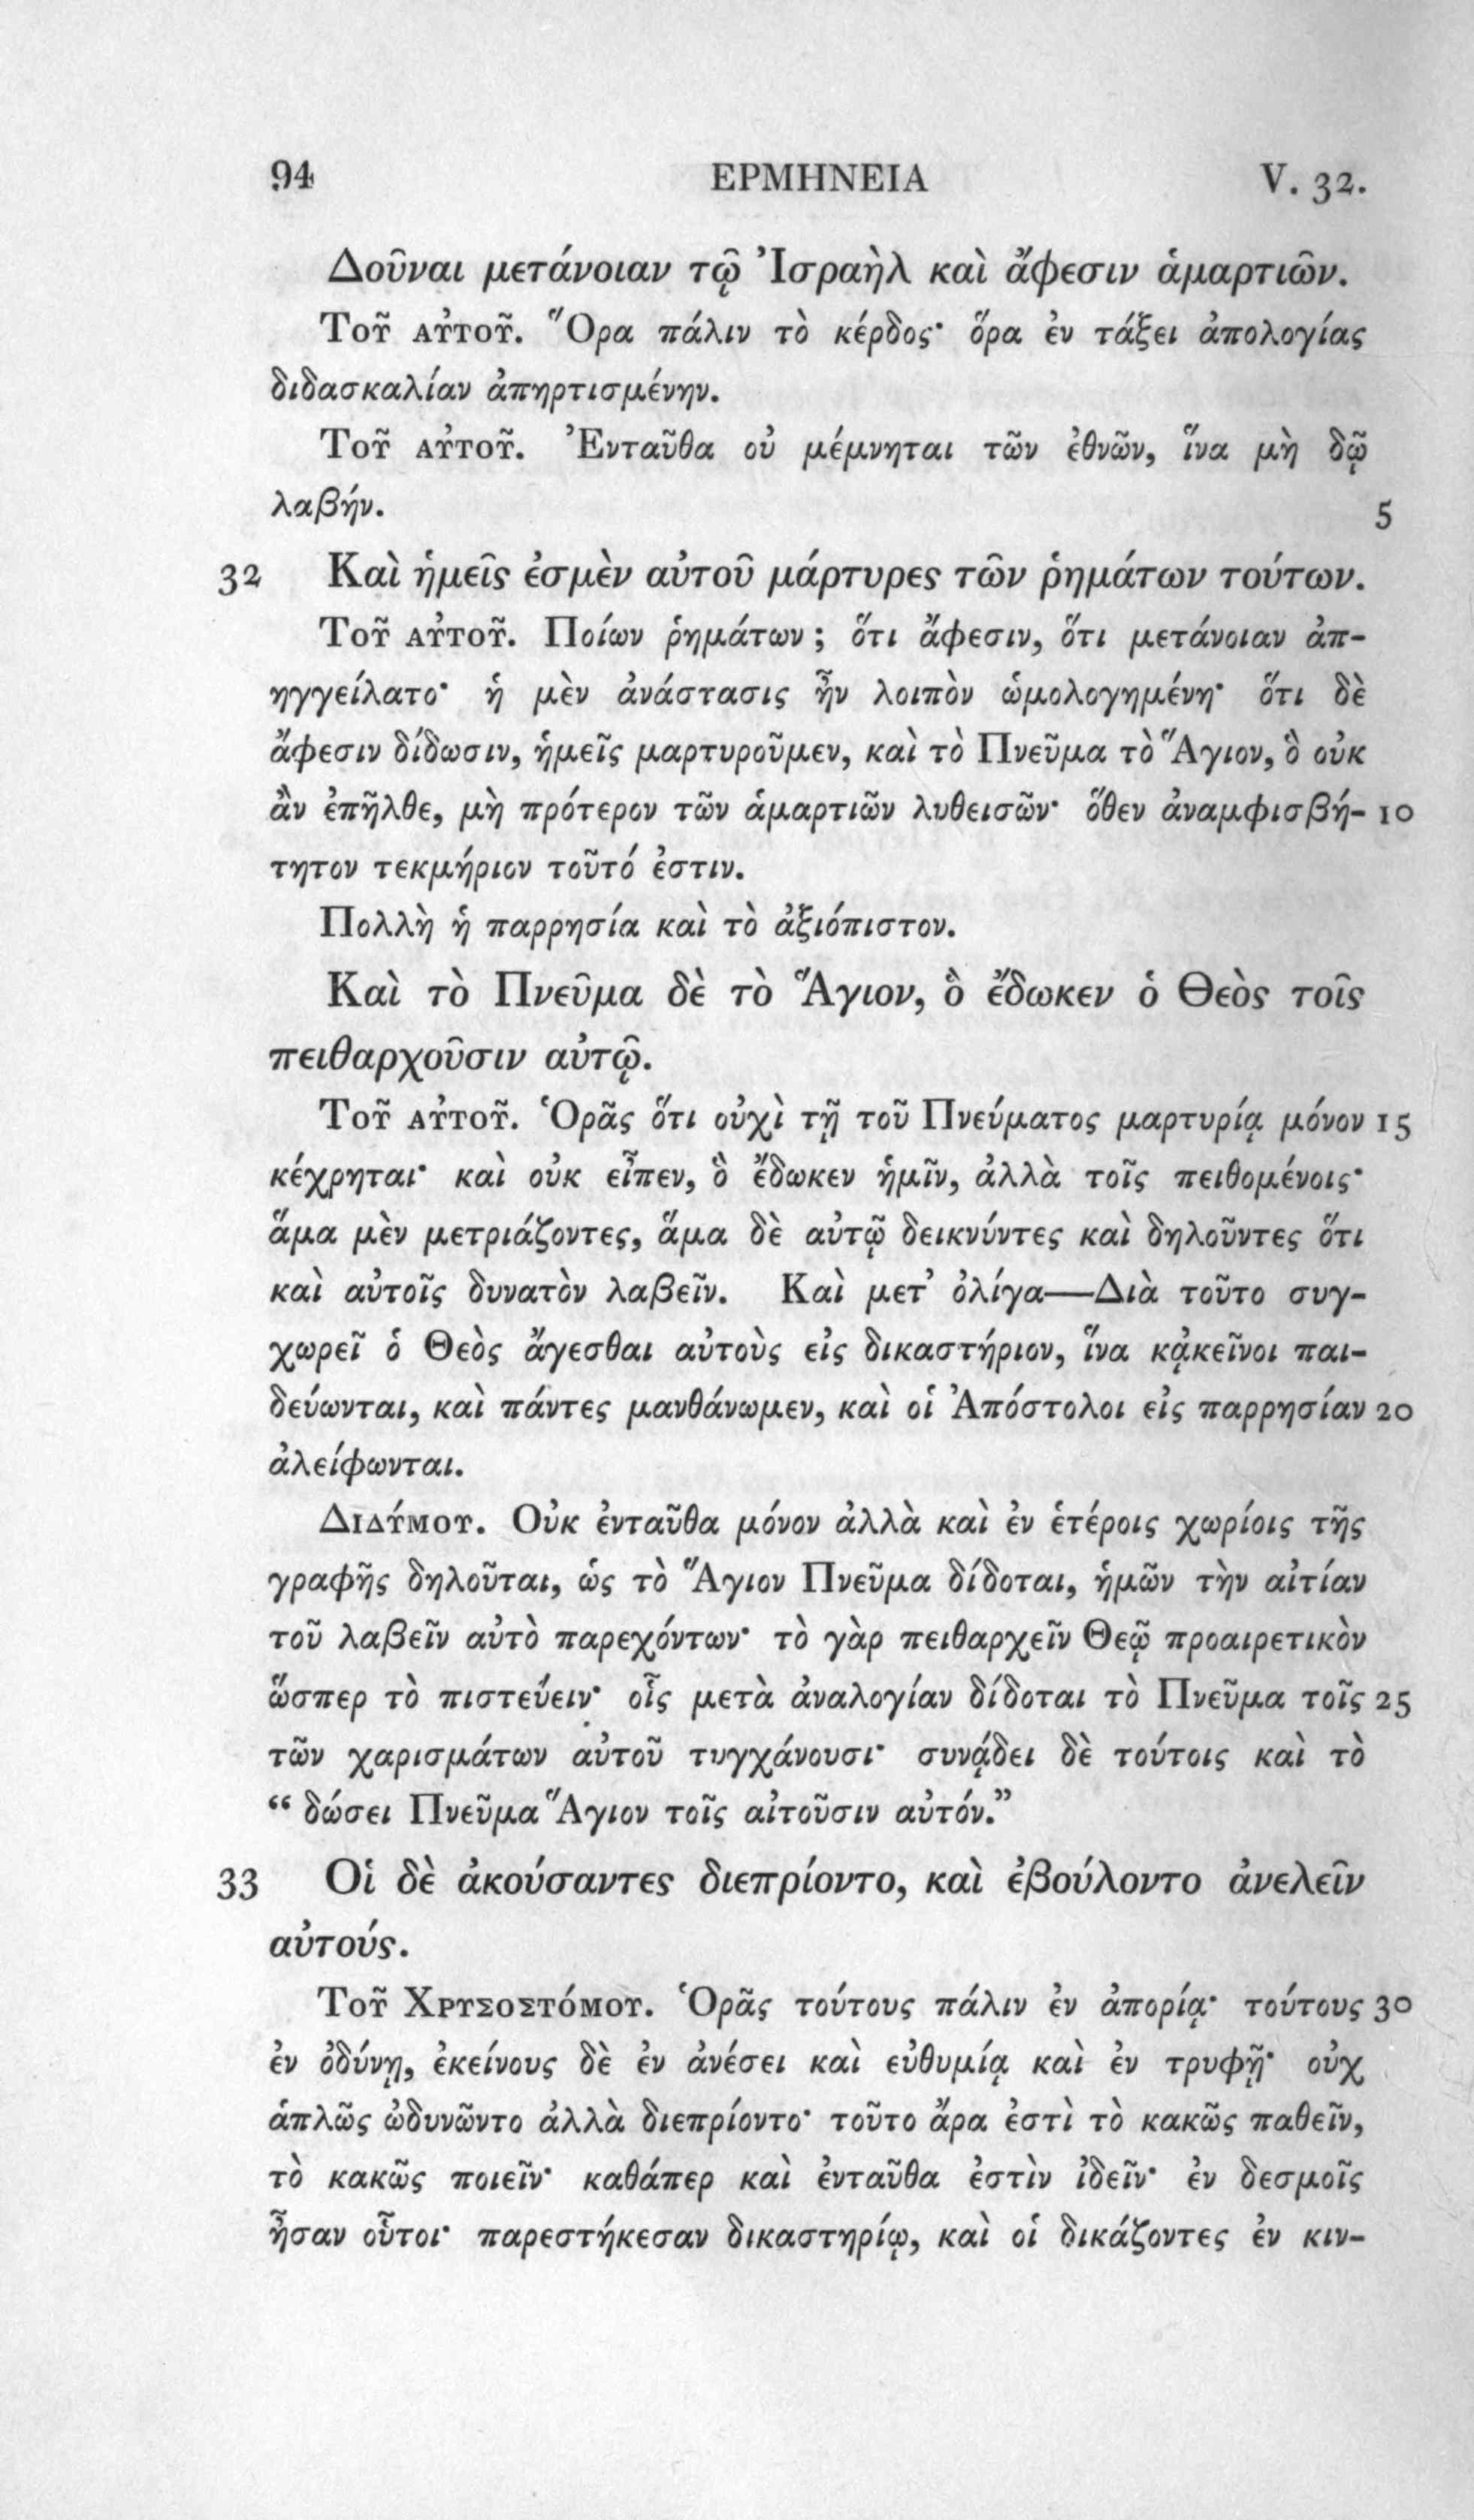 94 ΕΡΜΗΝΕΙΑ V. 32.
Δοῦναι μετάνοιαν τῷ Ἰσραὴλ καὶ ἄφεσιν ἁμαρτιῶν.
Τοῦ αὐτοῦ. Ὅρα πάλιν τὸ κέρδος· ὅρα ἐν τάξει ἀπολογίας
διδασκαλίαν ἀπηρτισμένην.
Τοῦ αὐτοῦ. Ἐνταῦθα οὐ μέμνηται τῶν ἐθνῶν, ἵνα μὴ δῷ
λαβήν. 5
32 Καὶ ἡμεῖς ἐσμὲν αὐτοῦ μάρτυρες τῶν ῥημάτων τούτων.
Τοῦ αὐτοῦ. Ποίων ῥημάτων; ὅτι ἄφεσιν, ὅτι μετάνοιαν ἀπ-
ηγγείλατο· ἡ μὲν ἀνάστασις ἦν λοιπὸν ὡμολογημένη· ὅτι δὲ
ἄφεσιν δίδωσιν, ἡμεῖς μαρτυροῦμεν, καὶ τὸ Πνεῦμα τὸ Ἅγιον, ὃ οὐκ
ἂν ἐπῆλθε, μὴ πρότερον τῶν ἁμαρτιῶν λυθεισῶν· ὅθεν ἀναμφισβή- 10
τητον τεκμήριον τοῦτό ἐστιν.
Πολλὴ ἡ παρρησία καὶ τὸ ἀξιόπιστον.
Καὶ τὸ Πνεῦμα δὲ τὸ Ἅγιον, ὃ ἔδωκεν ὁ Θεὸς τοῖς
πειθαρχοῦσιν αὐτῷ.
Τοῦ αὐτοῦ. Ὁρᾶς ὅτι οὐχὶ τῇ τοῦ Πνεύματος μαρτυρίᾳ μόνον 15
κέχρηται· καὶ οὐκ εἶπεν, ὃ ἔδωκεν ἡμῖν, ἀλλὰ τοῖς πειθομένοις·
ἅμα μὲν μετριάζοντες, ἅμα δὲ αὐτῷ δεικνύντες καὶ δηλοῦντες ὅτι
καὶ αὐτοῖς δυνατὸν λαβεῖν. Καὶ μετ’ ὀλίγα—Διὰ τοῦτο συγ-
χωρεῖ ὁ Θεὸς ἄγεσθαι αὐτοὺς εἰς δικαστήριον, ἵνα κᾀκεῖνοι παι-
δεύωνται, καὶ πάντες μανθάνωμεν, καὶ οἱ Ἀπόστολοι εἰς παρρησίαν 20
ἀλείφωνται.
Διδύμου. Οὐκ ἐνταῦθα μόνον ἀλλὰ καὶ ἐν ἑτέροις χωρίοις τῆς
γραφῆς δηλοῦται, ὡς τὸ Ἅγιον Πνεῦμα δίδοται, ἡμῶν τὴν αἰτίαν
τοῦ λαβεῖν αὐτὸ παρεχόντων· τὸ γὰρ πειθαρχεῖν Θεῷ προαιρετικὸν
ὥσπερ τὸ πιστεύειν· οἷς μετὰ ἀναλογίαν δίδοται τὸ Πνεῦμα τοῖς 25
τῶν χαρισμάτων αὐτοῦ τυγχάνουσι· συνᾴδει δὲ τούτοις καὶ τὸ
“ δώσει Πνεῦμα Ἅγιον τοῖς αἰτοῦσιν αὐτόν.”
33 Οἱ δὲ ἀκούσαντες διεπρίοντο, καὶ ἐβούλοντο ἀνελεῖν
αὐτούς.
Τοῦ Χρυσοστόμου. Ὁρᾶς τούτους πάλιν ἐν ἀπορίᾳ· τούτους 30
ἐν ὀδύνῃ, ἐκείνους δὲ ἐν ἀνέσει καὶ εὐθυμίᾳ καὶ ἐν τρυφῇ· οὐχ
ἁπλῶς ὠδυνῶντο ἀλλὰ διεπρίοντο· τοῦτο ἄρα ἐστὶ τὸ κακῶς παθεῖν,
τὸ κακῶς ποιεῖν· καθάπερ καὶ ἐνταῦθα ἐστὶν ἰδεῖν· ἐν δεσμοῖς
ἦσαν οὗτοι· παρεστήκεσαν δικαστηρίῳ, καὶ οἱ δικάζοντες ἐν κιν-